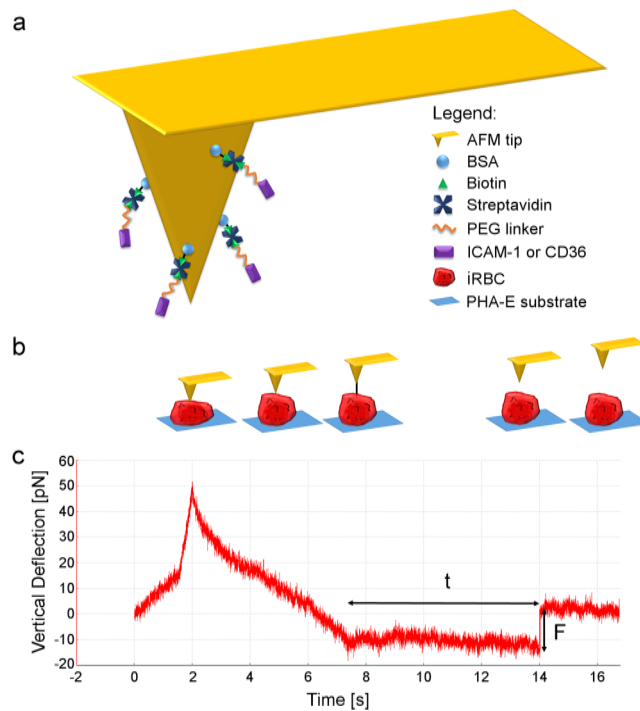 a
Legend:
AFM tip
BSA
Biotin
Streptavidin
PEG linker
ICAM-1 or CD36
iRBC
PHA-E substrate
b
c
60
50
40
30
20
10
0
-10
-20
Vertical Deflection [pN]
t
F
-2 0 2 4 6 8 10 12 14 16
Time [s]